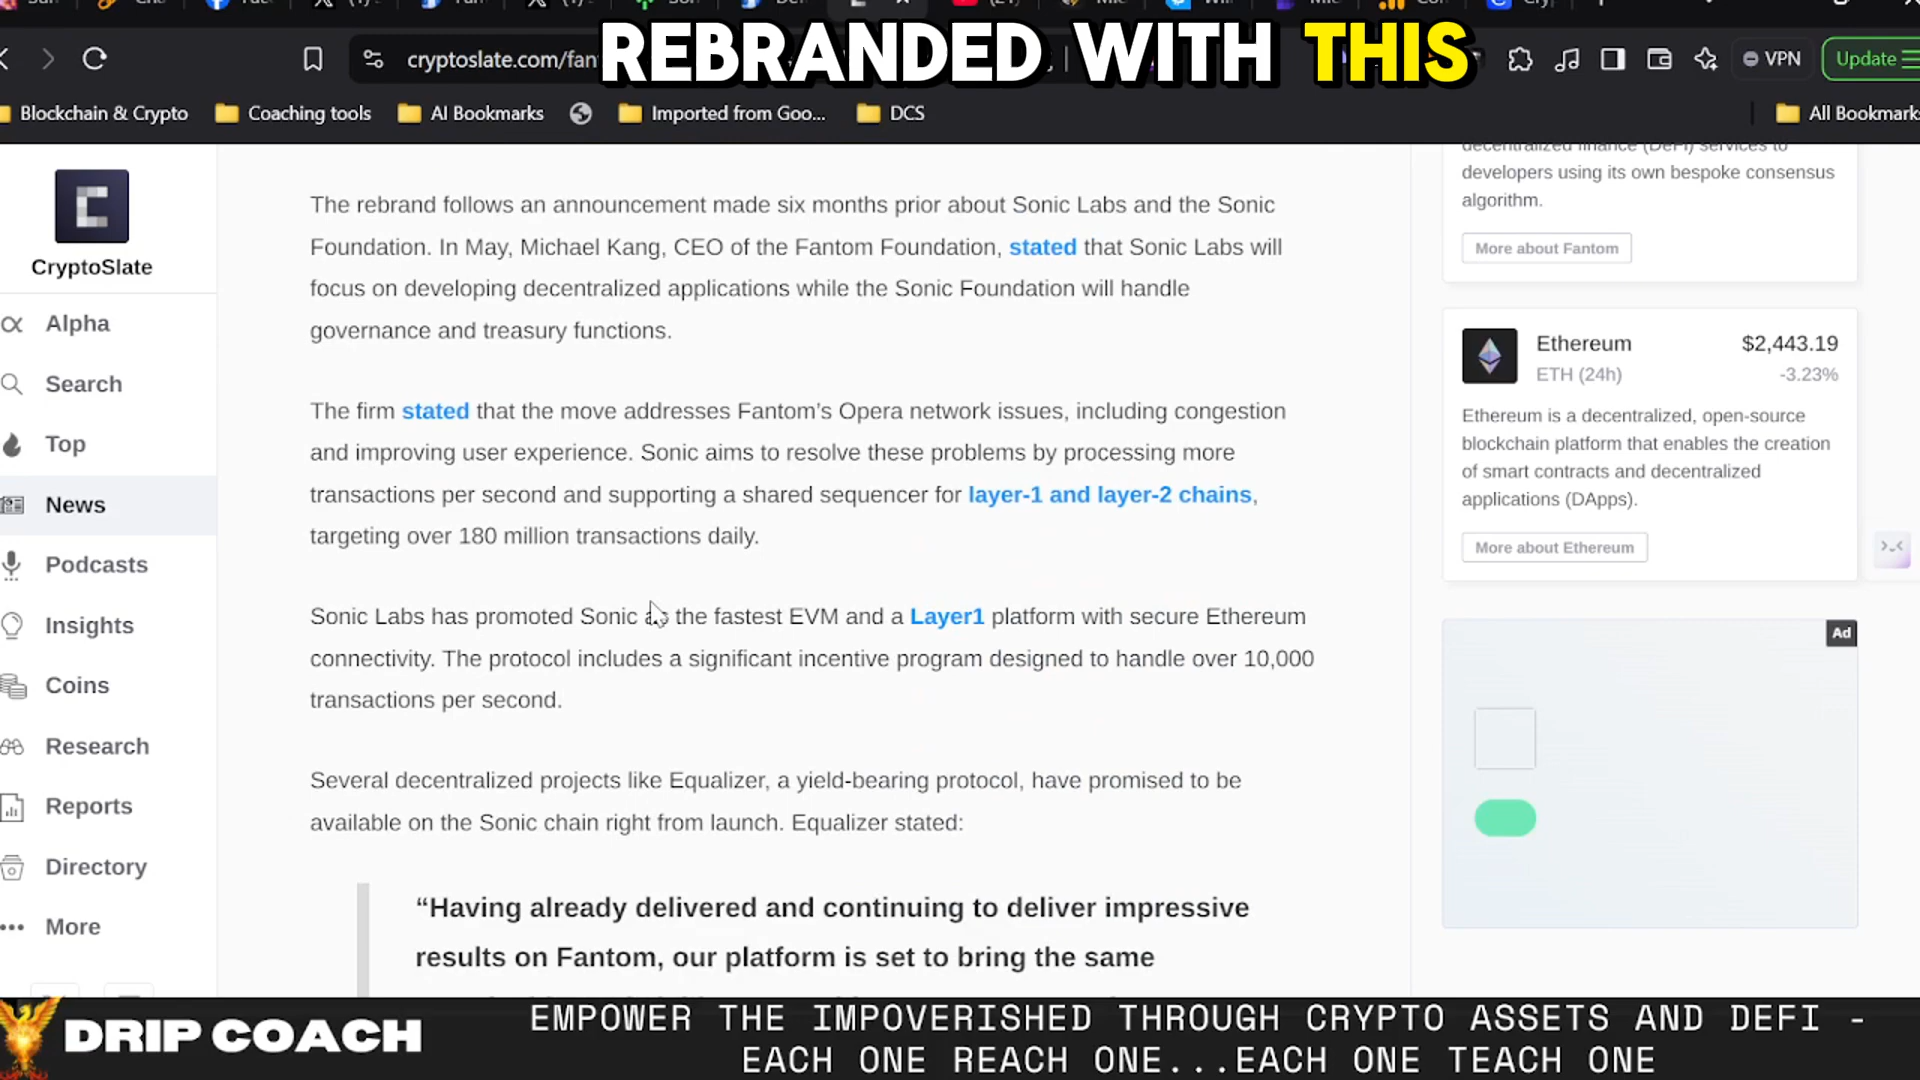 REBRANDED WITH THIS
cryptoslate.com/fan
VPN
Update
Blockchain & Crypto
Coaching tools
AI Bookmarks
Imported from Goo...
DCS
All Bookmarks
CryptoSlate
Alpha
Search
Top
News
Podcasts
Insights
Coins
Research
Reports
Directory
More
The rebrand follows an announcement made six months prior about Sonic Labs and the Sonic
Foundation. In May, Michael Kang, CEO of the Fantom Foundation, stated that Sonic Labs will
focus on developing decentralized applications while the Sonic Foundation will handle
governance and treasury functions.
The firm stated that the move addresses Fantom’s Opera network issues, including congestion
and improving user experience. Sonic aims to resolve these problems by processing more
transactions per second and supporting a shared sequencer for layer-1 and layer-2 chains,
targeting over 180 million transactions daily.
Sonic Labs has promoted Sonic as the fastest EVM and a Layer1 platform with secure Ethereum
connectivity. The protocol includes a significant incentive program designed to handle over 10,000
transactions per second.
Several decentralized projects like Equalizer, a yield-bearing protocol, have promised to be
available on the Sonic chain right from launch. Equalizer stated:
“Having already delivered and continuing to deliver impressive
results on Fantom, our platform is set to bring the same
decentralized finance (DeFi) services to
developers using its own bespoke consensus
algorithm.
More about Fantom
Ethereum
$2,443.19
ETH (24h)
-3.23%
Ethereum is a decentralized, open-source
blockchain platform that enables the creation
of smart contracts and decentralized
applications (DApps).
More about Ethereum
Ad
DRIP COACH
EMPOWER THE IMPOVERISHED THROUGH CRYPTO ASSETS AND DEFI -
EACH ONE REACH ONE...EACH ONE TEACH ONE